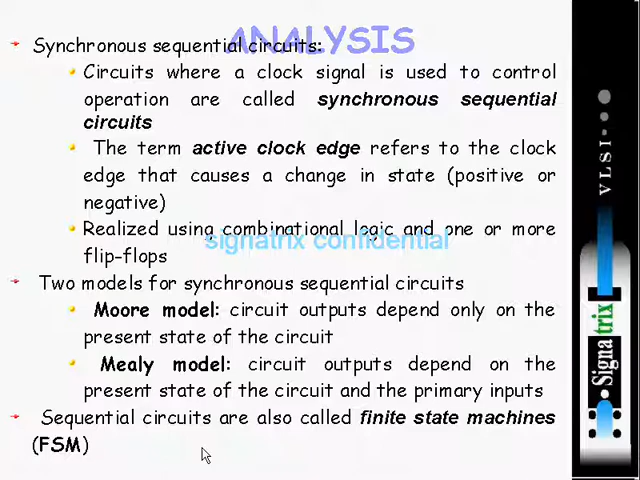 ANALYSIS
Synchronous sequential circuits:
Circuits where a clock signal is used to control
operation are called synchronous sequential
circuits
The term active clock edge refers to the clock
edge that causes a change in state (positive or
negative)
Realized using combinational logic and one or more
signatrix confidential
flip-flops
Two models for synchronous sequential circuits
Moore model: circuit outputs depend only on the
present state of the circuit
Mealy model: circuit outputs depend on the
present state of the circuit and the primary inputs
Sequential circuits are also called finite state machines
(FSM)
VLSI
Signatrix